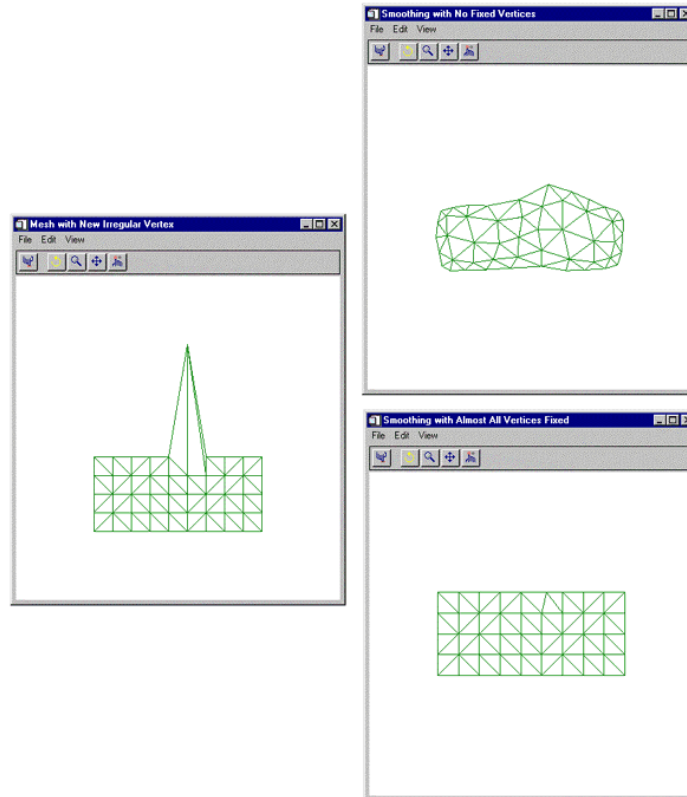 Smoothing with No Fixed Vertices
File Edit View
Mesh with New Irregular Vertex
File Edit View
Smoothing with Almost All Vertices Fixed
File Edit View